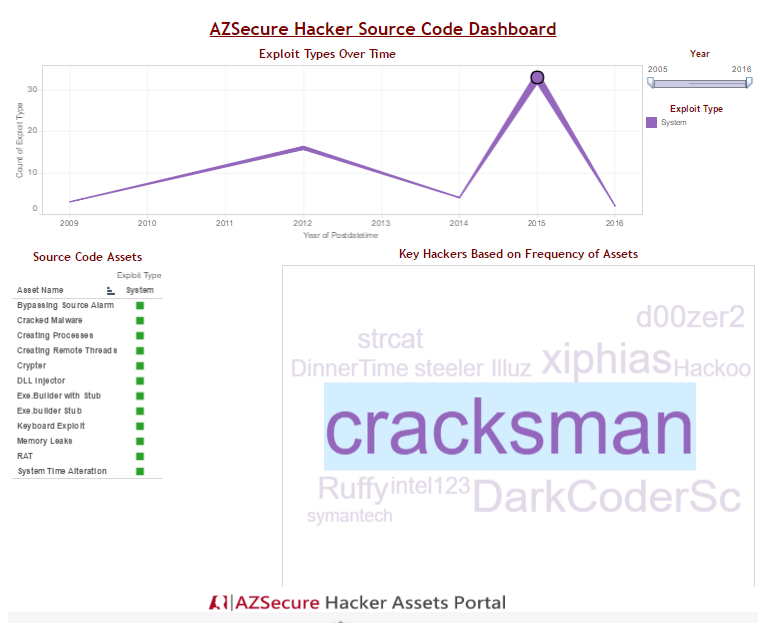 AZSecure Hacker Source Code Dashboard
Exploit Types Over Time
Count of Exploit Type
30
20
10
0
2009 2010 2011 2012 2013 2014 2015 2016
Year of Postdatetime
Year
2005 2016
Exploit Type
System
Source Code Assets
Exploit Type
Asset Name System
Bypassing Source Alarm
Cracked Malware
Creating Processes
Creating Remote Threads
Crypter
DLL Injector
Exe.Builder with Stub
Exe.builder Stub
Keyboard Exploit
Memory Leaks
RAT
System Time Alteration
Key Hackers Based on Frequency of Assets
d00zer2
strcat
DinnerTime steeler Illuz xiphias Hackoo
cracksman
Ruffy intel123 DarkCoderSc
symantech
AZSecure Hacker Assets Portal